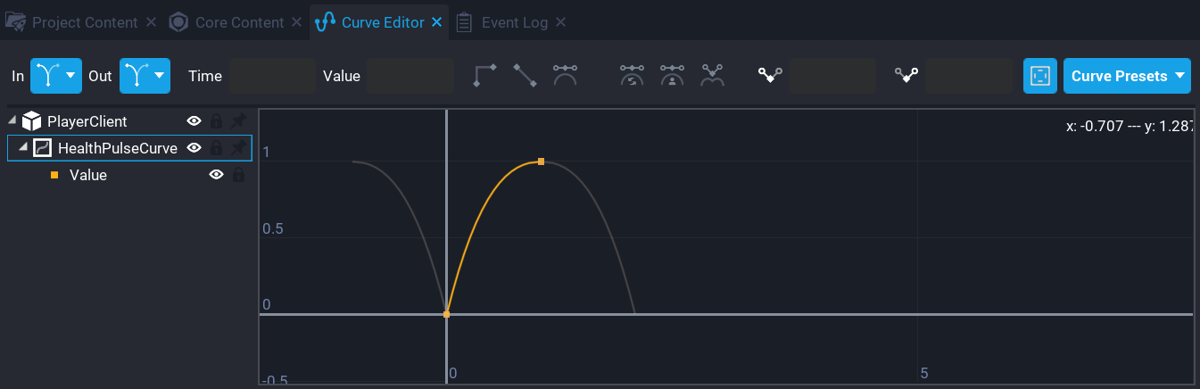 Project Content
Core Content
Curve Editor
Event Log
In
Out
Time
Value
Curve Presets
PlayerClient
HealthPulseCurve
Value
x: -0.707 --- y: 1.287
1
0.5
0
-0.5
0
5